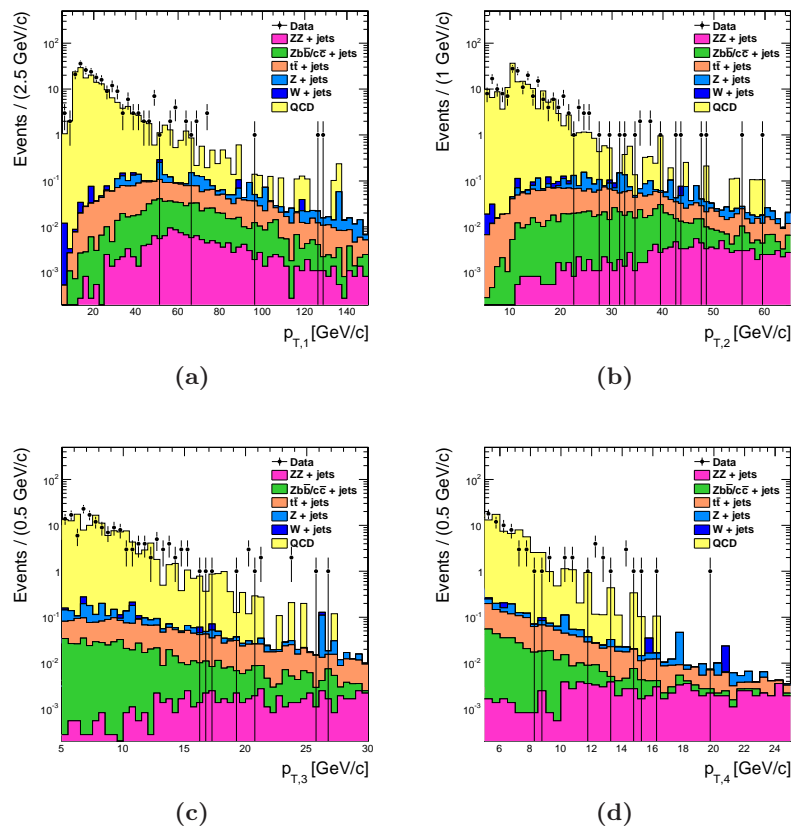 Events / (2.5 GeV/c)
10²
10
1
10⁻¹
10⁻²
10⁻³
Data
ZZ + jets
Zbb̄/cc̄ + jets
tt̄ + jets
Z + jets
W + jets
QCD
20 40 60 80 100 120 140
p_T,1 [GeV/c]
(a)
Events / (1 GeV/c)
10²
10
1
10⁻¹
10⁻²
10⁻³
Data
ZZ + jets
Zbb̄/cc̄ + jets
tt̄ + jets
Z + jets
W + jets
QCD
10 20 30 40 50 60
p_T,2 [GeV/c]
(b)
Events / (0.5 GeV/c)
10²
10
1
10⁻¹
10⁻²
10⁻³
Data
ZZ + jets
Zbb̄/cc̄ + jets
tt̄ + jets
Z + jets
W + jets
QCD
5 10 15 20 25 30
p_T,3 [GeV/c]
(c)
Events / (0.5 GeV/c)
10²
10
1
10⁻¹
10⁻²
10⁻³
Data
ZZ + jets
Zbb̄/cc̄ + jets
tt̄ + jets
Z + jets
W + jets
QCD
6 8 10 12 14 16 18 20 22 24
p_T,4 [GeV/c]
(d)